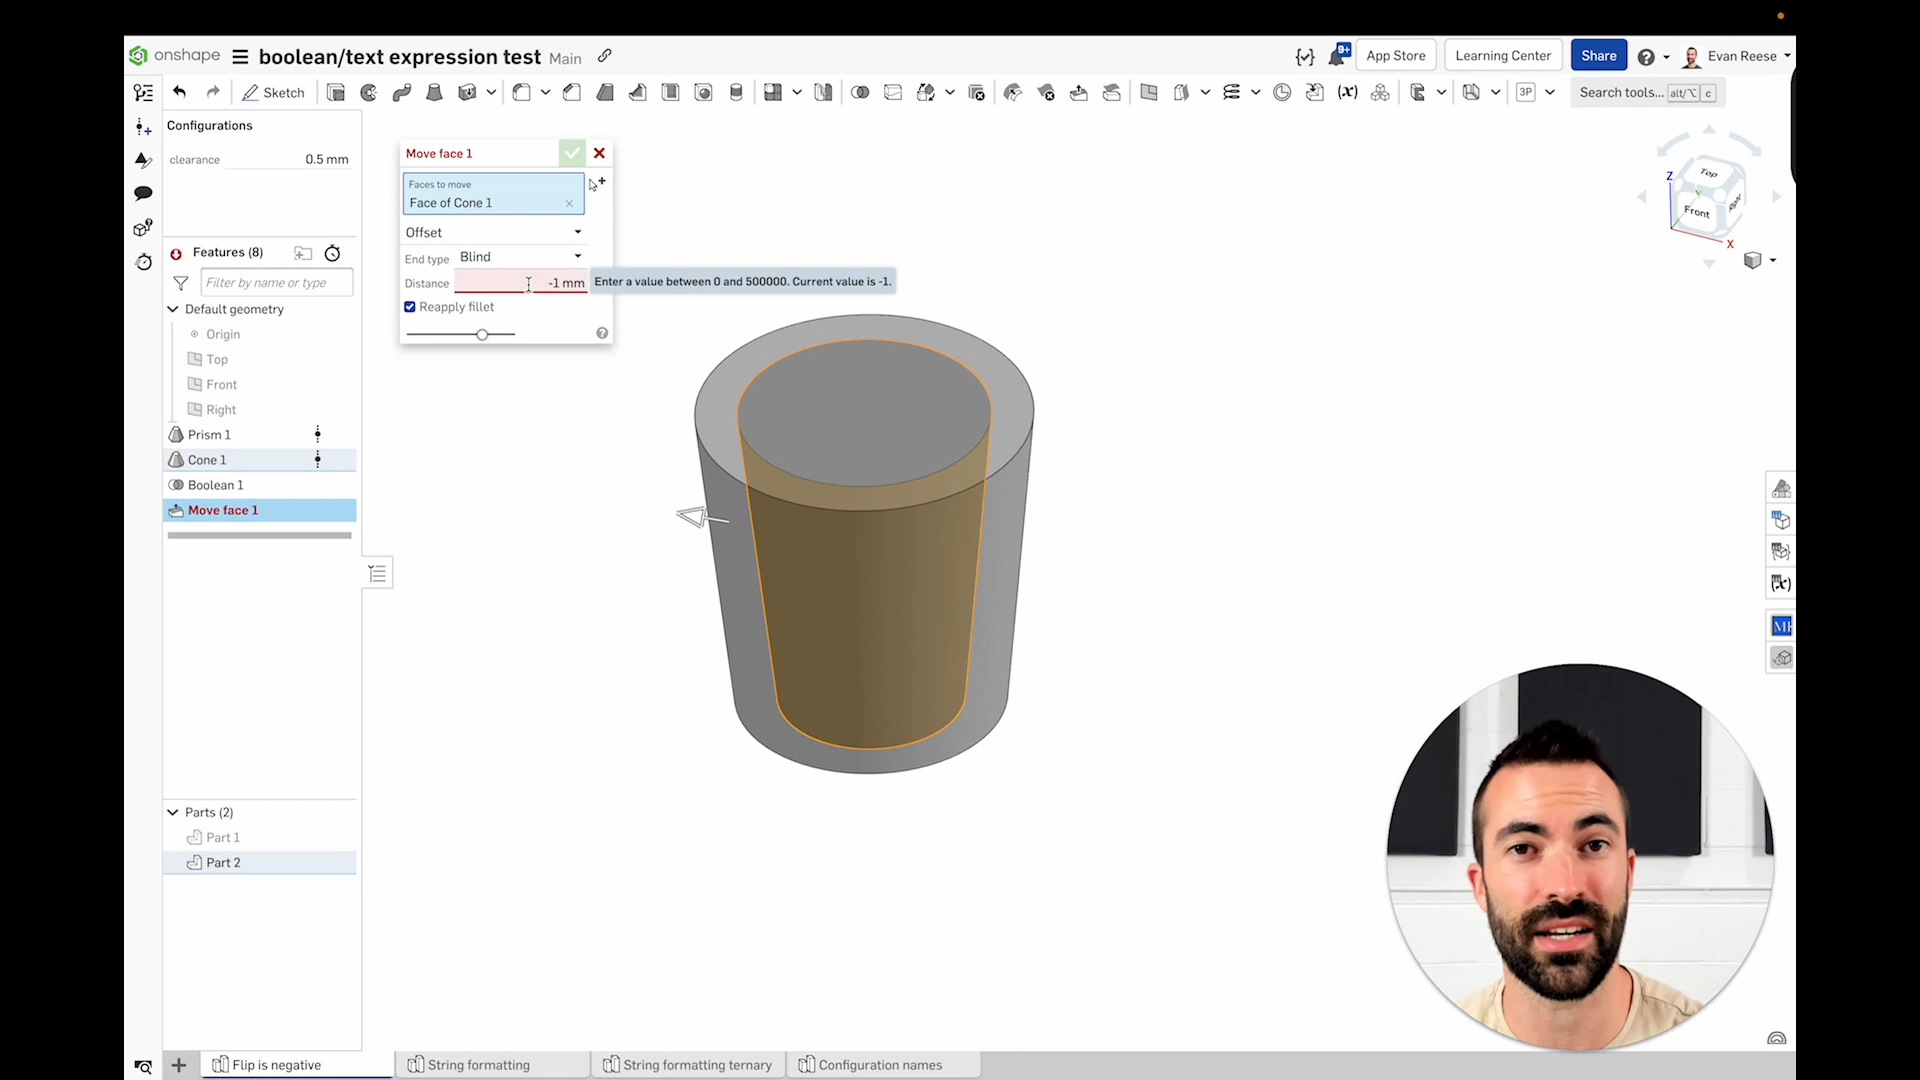 onshape
boolean/text expression test Main
9+
App Store
Learning Center
Share
Evan Reese
Sketch
(x)
3P
Search tools... alt/⌥ c
Configurations
clearance 0.5 mm
Features (8)
Filter by name or type
Default geometry
Origin
Top
Front
Right
Prism 1
Cone 1
Boolean 1
Move face 1
Parts (2)
Part 1
Part 2
Move face 1
Faces to move
Face of Cone 1
Offset
End type Blind
Distance -1 mm
Enter a value between 0 and 500000. Current value is -1.
Reapply fillet
Z
Top
Y
Front
Right
X
(x)
Flip is negative
String formatting
String formatting ternary
Configuration names